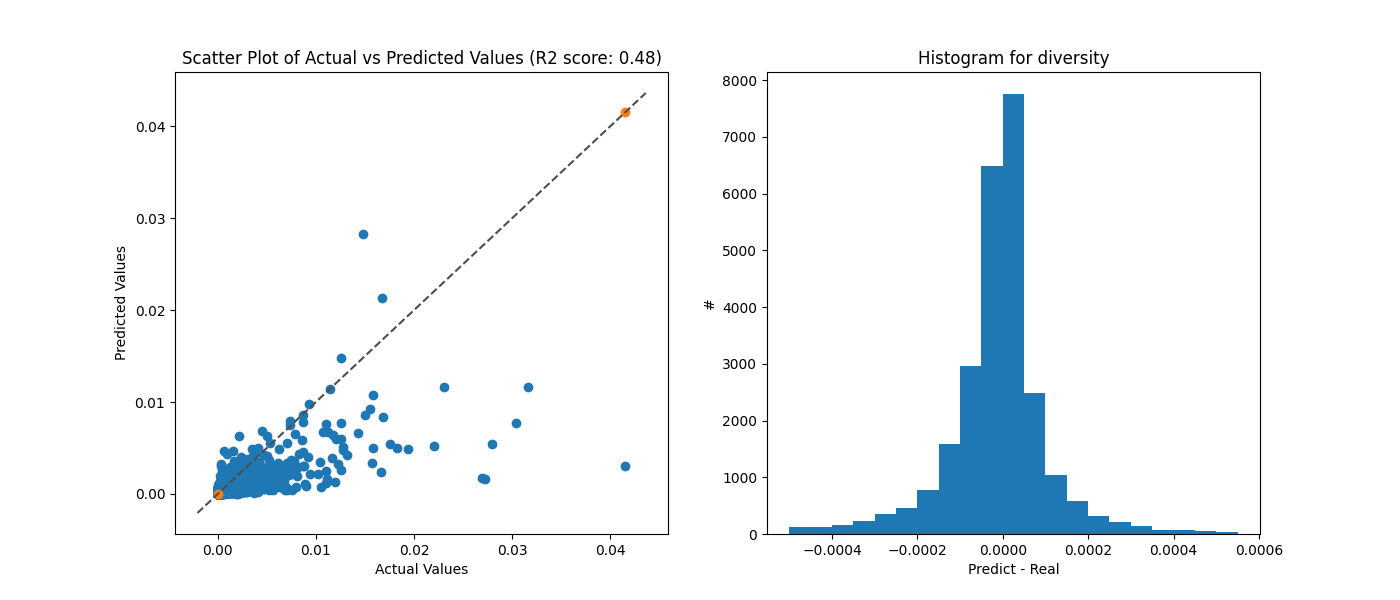 Scatter Plot of Actual vs Predicted Values (R2 score: 0.48)
Predicted Values
0.04
0.03
0.02
0.01
0.00
0.00 0.01 0.02 0.03 0.04
Actual Values
Histogram for diversity
#
8000
7000
6000
5000
4000
3000
2000
1000
0
−0.0004 −0.0002 0.0000 0.0002 0.0004 0.0006
Predict - Real